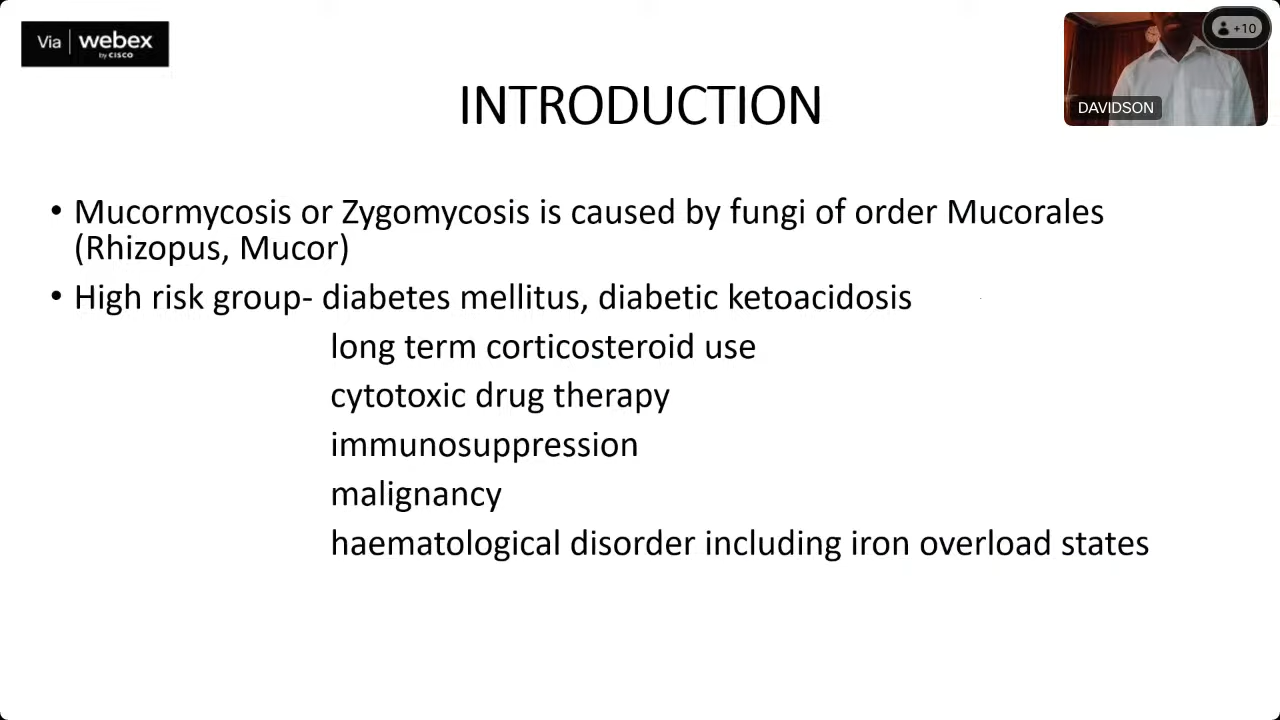 Via webex
by CISCO
+10
DAVIDSON
INTRODUCTION
• Mucormycosis or Zygomycosis is caused by fungi of order Mucorales
(Rhizopus, Mucor)
• High risk group- diabetes mellitus, diabetic ketoacidosis
long term corticosteroid use
cytotoxic drug therapy
immunosuppression
malignancy
haematological disorder including iron overload states